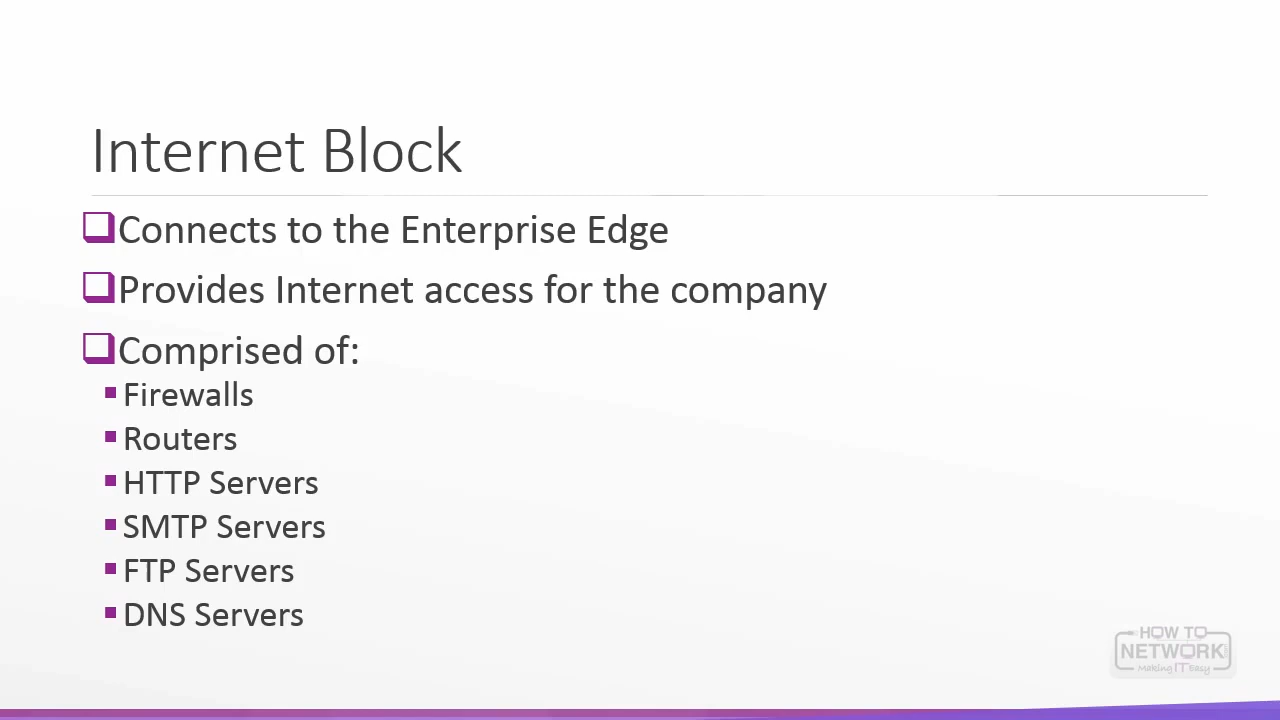 Internet Block
Connects to the Enterprise Edge
Provides Internet access for the company
Comprised of:
Firewalls
Routers
HTTP Servers
SMTP Servers
FTP Servers
DNS Servers
HOW TO
NETWORK
Making IT Easy